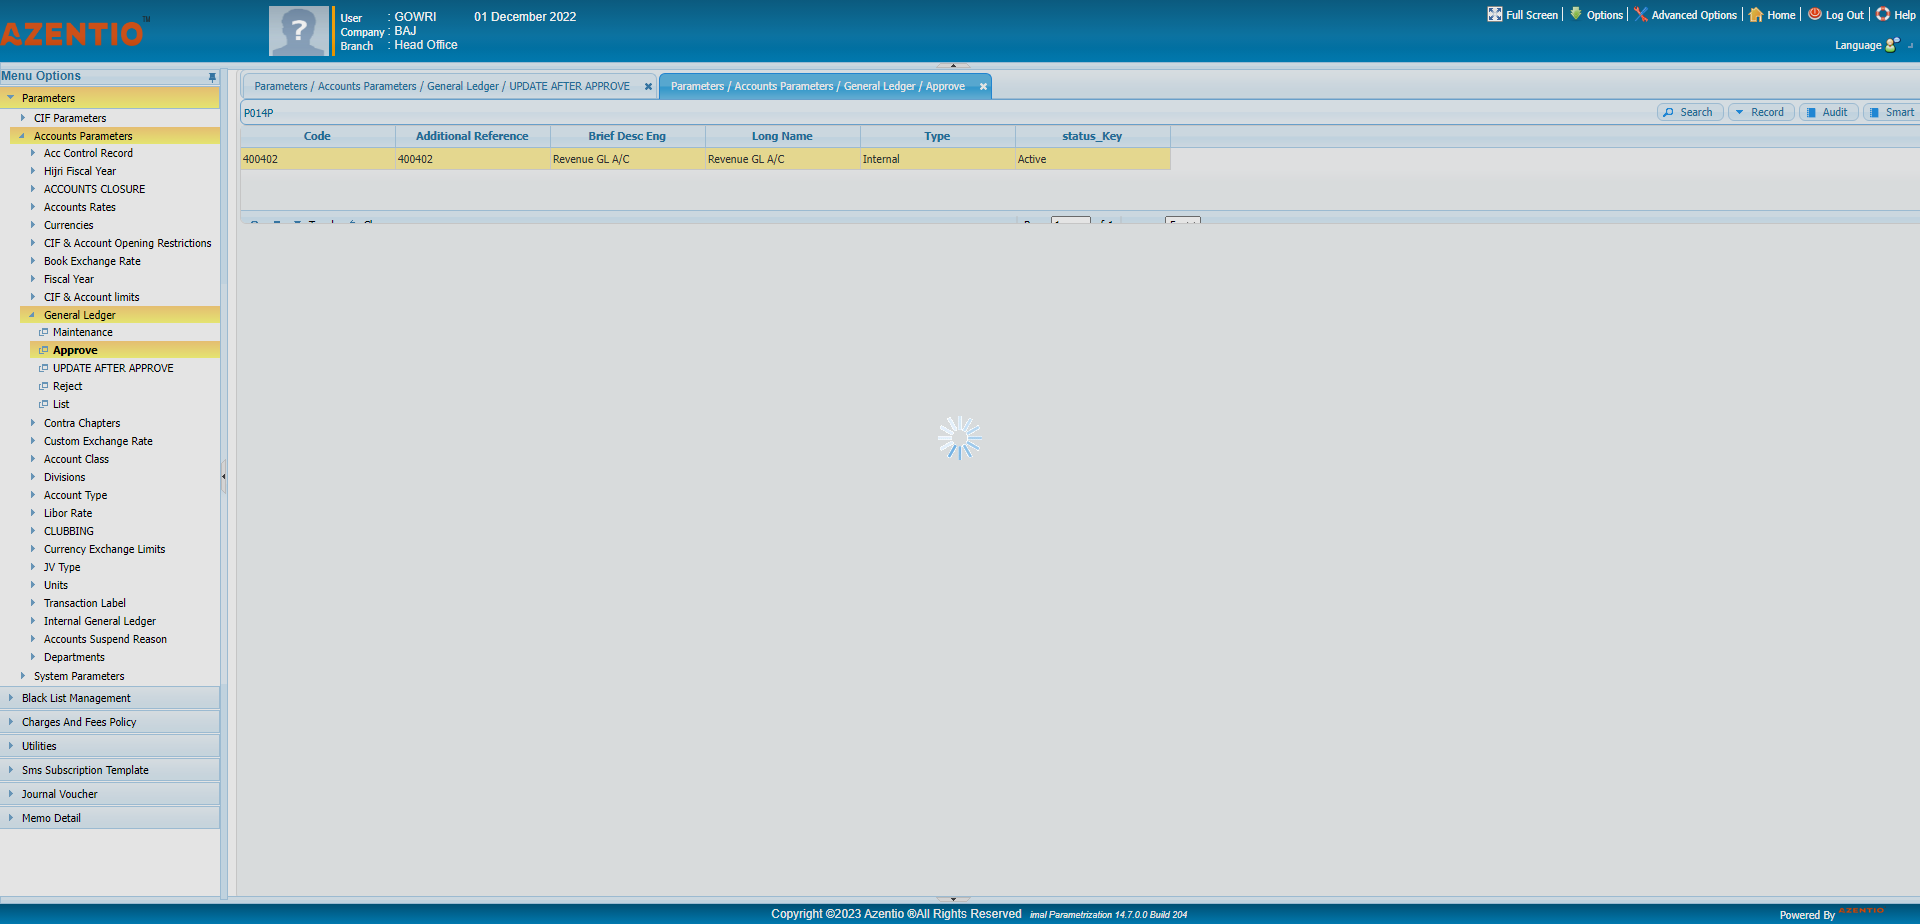 AZENTIO™
User : GOWRI 01 December 2022
Company : BAJ
Branch : Head Office
Full Screen Options Advanced Options Home Log Out Help
Language
Menu Options
Parameters
CIF Parameters
Accounts Parameters
Acc Control Record
Hijri Fiscal Year
ACCOUNTS CLOSURE
Accounts Rates
Currencies
CIF & Account Opening Restrictions
Book Exchange Rate
Fiscal Year
CIF & Account limits
General Ledger
Maintenance
Approve
UPDATE AFTER APPROVE
Reject
List
Contra Chapters
Custom Exchange Rate
Account Class
Divisions
Account Type
Libor Rate
CLUBBING
Currency Exchange Limits
JV Type
Units
Transaction Label
Internal General Ledger
Accounts Suspend Reason
Departments
System Parameters
Black List Management
Charges And Fees Policy
Utilities
Sms Subscription Template
Journal Voucher
Memo Detail
Parameters / Accounts Parameters / General Ledger / UPDATE AFTER APPROVE
Parameters / Accounts Parameters / General Ledger / Approve
P014P
Search Record Audit Smart
Code Additional Reference Brief Desc Eng Long Name Type status_Key
400402 400402 Revenue GL A/C Revenue GL A/C Internal Active
Copyright ©2023 Azentio ®All Rights Reserved imal Parametrization 14.7.0.0 Build 204
Powered By AZENTIO